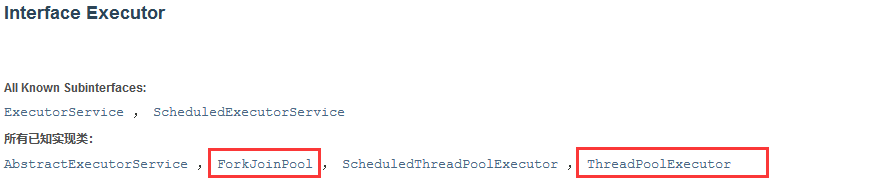 Interface Executor
All Known Subinterfaces:
ExecutorService , ScheduledExecutorService
所有已知实现类:
AbstractExecutorService , ForkJoinPool , ScheduledThreadPoolExecutor , ThreadPoolExecutor